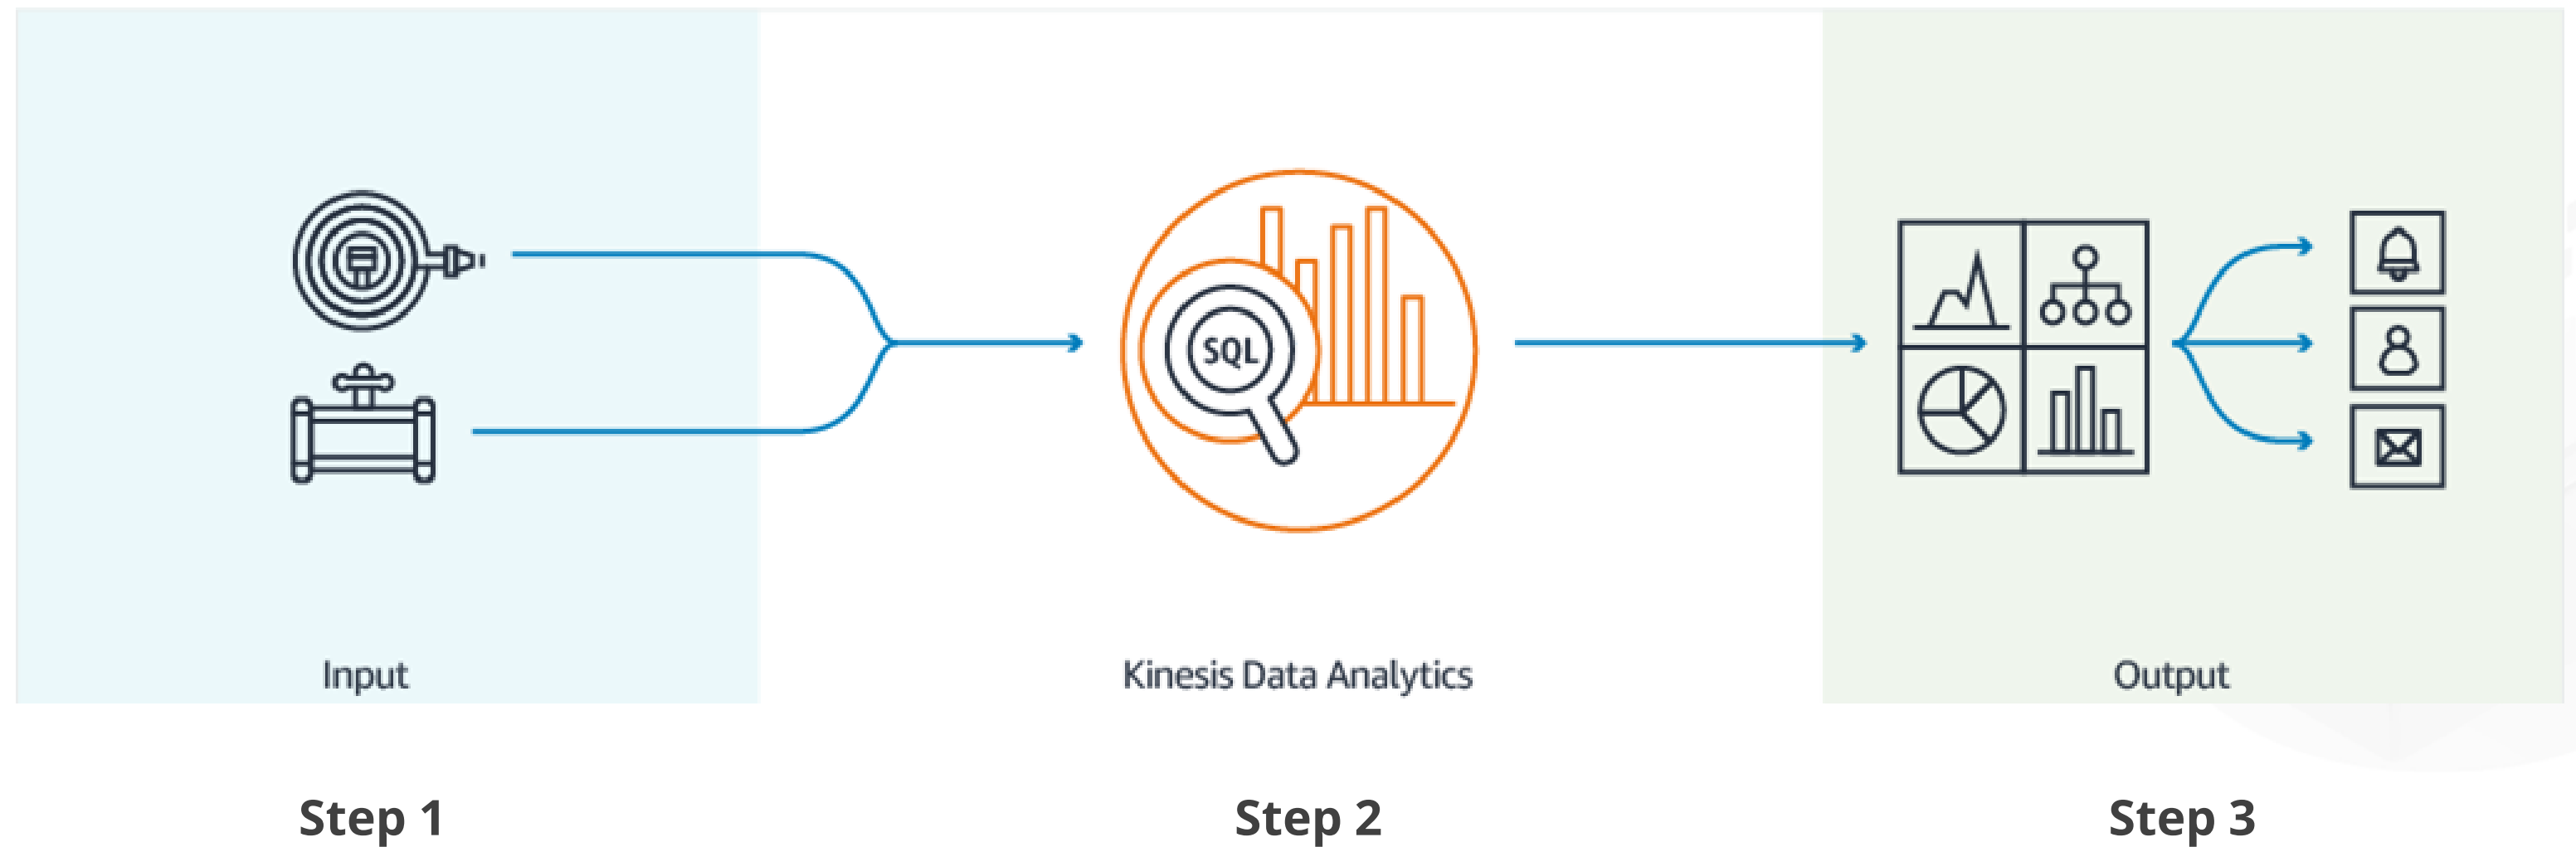 SQL
Input
Kinesis Data Analytics
Output
Step 1
Step 2
Step 3